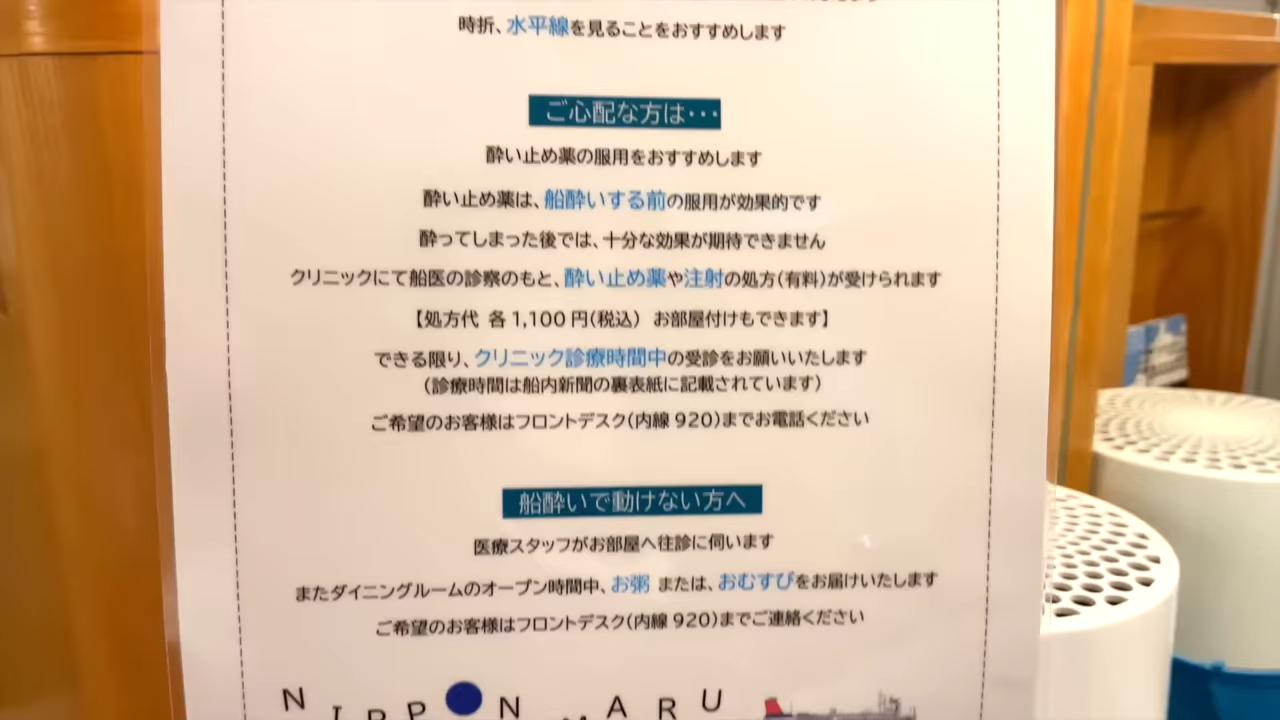 時折、水平線を見ることをおすすめします
ご心配な方は・・・
酔い止め薬の服用をおすすめします
酔い止め薬は、船酔いする前の服用が効果的です
酔ってしまった後では、十分な効果が期待できません
クリニックにて船医の診察のもと、酔い止め薬や注射の処方(有料)が受けられます
【処方代 各1,100円(税込) お部屋付けもできます】
できる限り、クリニック診療時間中の受診をお願いいたします
(診療時間は船内新聞の裏表紙に記載されています)
ご希望のお客様はフロントデスク(内線920)までお電話ください
船酔いで動けない方へ
医療スタッフがお部屋へ往診に伺います
またダイニングルームのオープン時間中、お粥 または、おむすびをお届けいたします
ご希望のお客様はフロントデスク(内線920)までご連絡ください
NIPPON MARU